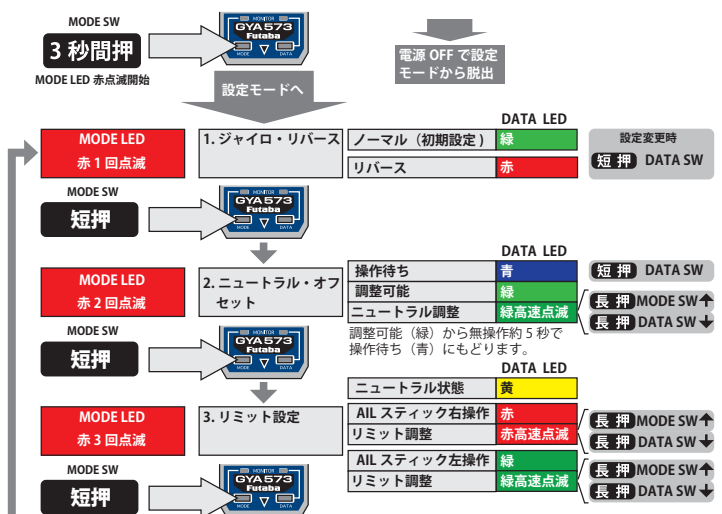 MODE SW
3 秒間押
MODE LED 赤点滅開始
MONITOR
GYA573
Futaba
MODE
DATA
電源 OFF で設定
モードから脱出
設定モードへ
DATA LED
MODE LED
赤 1 回点滅
1. ジャイロ・リバース
ノーマル（初期設定 )
緑
リバース
赤
設定変更時
短 押 DATA SW
MODE SW
短押
MONITOR
GYA573
Futaba
MODE
DATA
DATA LED
MODE LED
赤 2 回点滅
2. ニュートラル・オフ
セット
操作待ち
青
短 押 DATA SW
調整可能
緑
ニュートラル調整
緑高速点滅
長 押 MODE SW↑
長 押 DATA SW↓
調整可能（緑）から無操作約 5 秒で
操作待ち（青）にもどります。
MODE SW
短押
MONITOR
GYA573
Futaba
MODE
DATA
DATA LED
ニュートラル状態
黄
MODE LED
赤 3 回点滅
3. リミット設定
AIL スティック右操作
赤
リミット調整
赤高速点滅
長 押 MODE SW↑
長 押 DATA SW↓
AIL スティック左操作
緑
リミット調整
緑高速点滅
長 押 MODE SW↑
長 押 DATA SW↓
MODE SW
短押
MONITOR
GYA573
Futaba
MODE
DATA